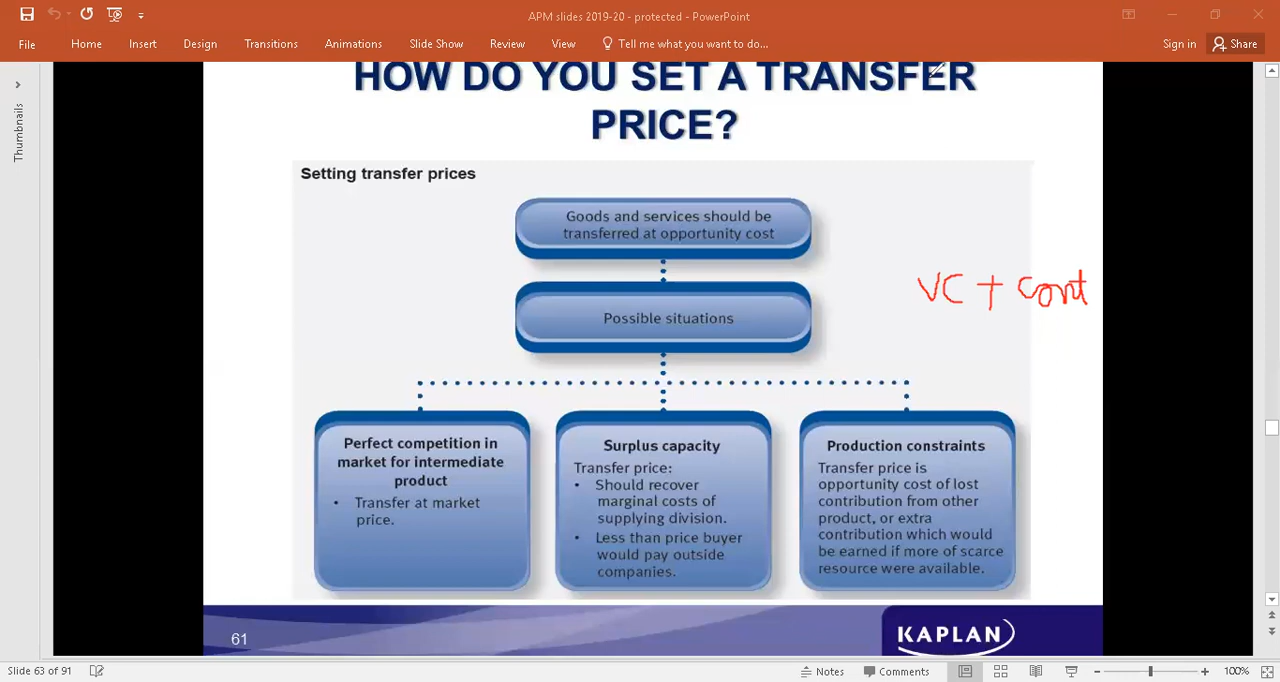 APM slides 2019-20 - protected - PowerPoint
File Home Insert Design Transitions Animations Slide Show Review View Tell me what you want to do... Sign in Share
Thumbnails
HOW DO YOU SET A TRANSFER
PRICE?
Setting transfer prices
Goods and services should be
transferred at opportunity cost
VC + Cont
Possible situations
Perfect competition in
market for intermediate
product
• Transfer at market
price.
Surplus capacity
Transfer price:
• Should recover
marginal costs of
supplying division.
• Less than price buyer
would pay outside
companies.
Production constraints
Transfer price is
opportunity cost of lost
contribution from other
product, or extra
contribution which would
be earned if more of scarce
resource were available.
61
KAPLAN
Slide 63 of 91 Notes Comments 100%